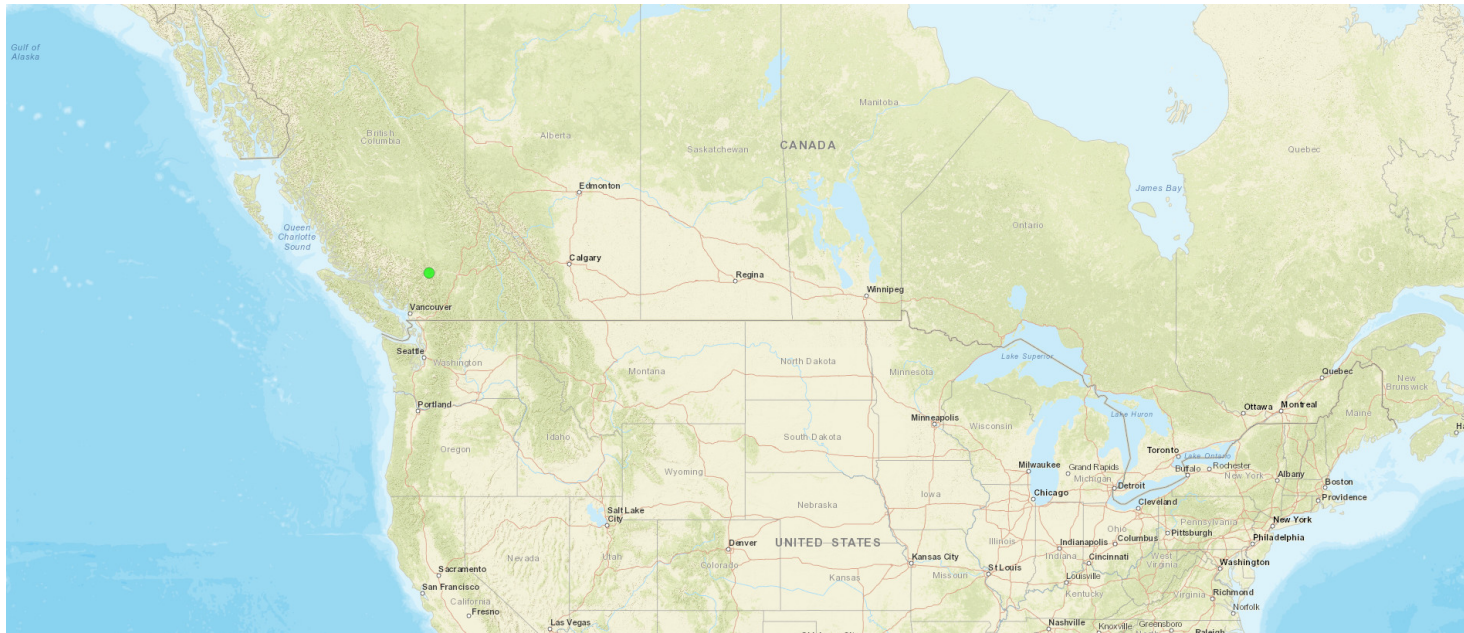 Gulf of
Alaska
British
Columbia
Alberta
Saskatchewan
CANADA
Manitoba
Quebec
James Bay
Ontario
Edmonton
Queen
Charlotte
Sound
Calgary
Regina
Winnipeg
Vancouver
Seattle
Washington
Montana
North Dakota
Minnesota
Lake Superior
Quebec
New
Brunswick
Portland
Minneapolis
Lake Huron
Ottawa
Montreal
Maine
Ha
Oregon
Idaho
South Dakota
Wisconsin
Toronto
Lake Ontario
Wyoming
Milwaukee
Grand Rapids
Michigan
Buffalo
Rochester
New York
Albany
Boston
Providence
Iowa
Detroit
Chicago
Cleveland
Nebraska
Salt Lake
City
Nevada
Utah
Denver
Colorado
UNITED STATES
Illinois
Indianapolis
Indiana
Ohio
Columbus
Pennsylvania
Pittsburgh
New York
Philadelphia
Kansas City
Kansas
Missouri
St Louis
Cincinnati
West
Virginia
Washington
Sacramento
San Francisco
California
Fresno
Las Vegas
Louisville
Kentucky
Virginia
Richmond
Norfolk
Nashville
Knoxville
Greensboro
Raleigh